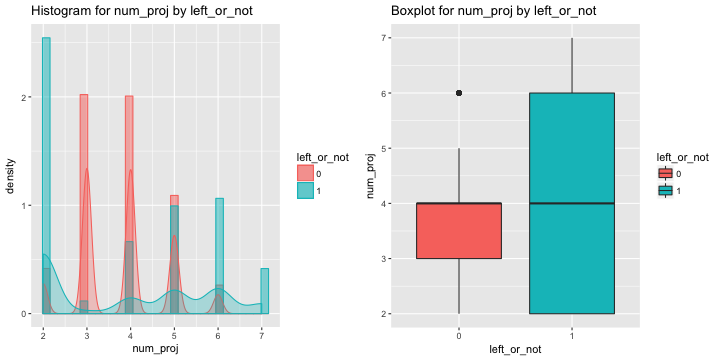 Histogram for num_proj by left_or_not
density
2
1
0
2
3
4
5
6
7
num_proj
left_or_not
0
1
Boxplot for num_proj by left_or_not
num_proj
7
6
5
4
3
2
0
1
left_or_not
left_or_not
0
1